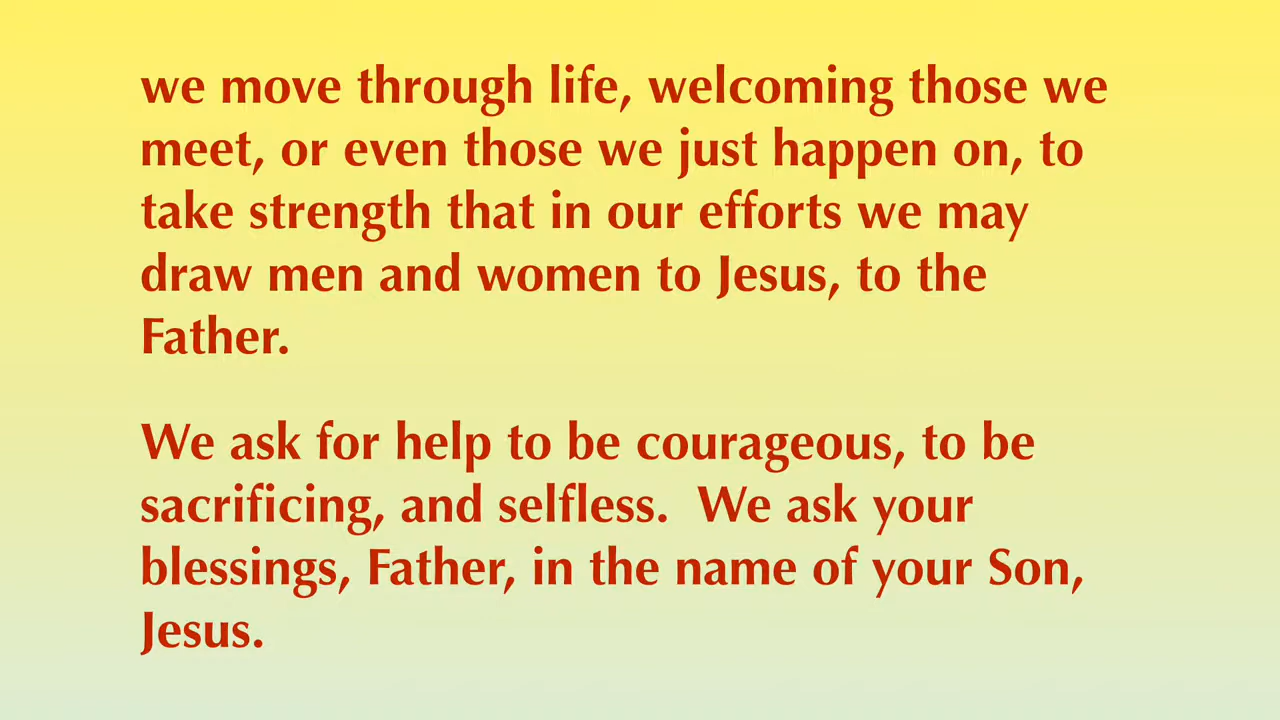 we move through life, welcoming those we
meet, or even those we just happen on, to
take strength that in our efforts we may
draw men and women to Jesus, to the
Father.
We ask for help to be courageous, to be
sacrificing, and selfless.  We ask your
blessings, Father, in the name of your Son,
Jesus.